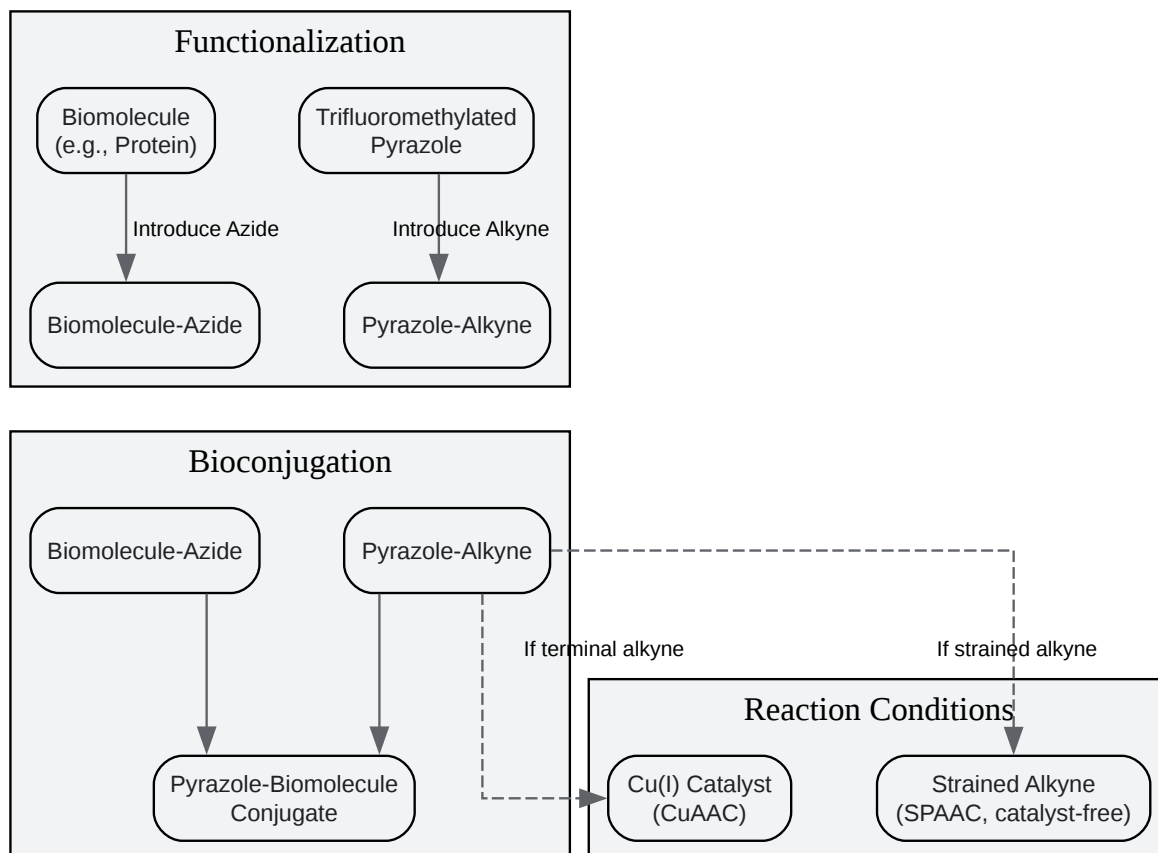 Functionalization
Biomolecule
(e.g., Protein)
Trifluoromethylated
Pyrazole
Introduce Azide
Introduce Alkyne
Biomolecule-Azide
Pyrazole-Alkyne
Bioconjugation
Biomolecule-Azide
Pyrazole-Alkyne
If terminal alkyne
If strained alkyne
Reaction Conditions
Pyrazole-Biomolecule
Conjugate
Cu(I) Catalyst
(CuAAC)
Strained Alkyne
(SPAAC, catalyst-free)